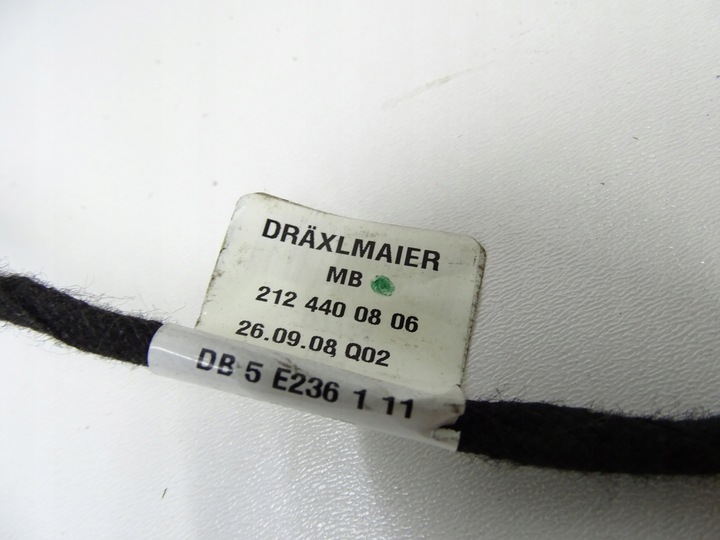 DRÄXLMAIER
MB
212 440 08 06
26.09.08 Q02
DB 5 E236 1 11